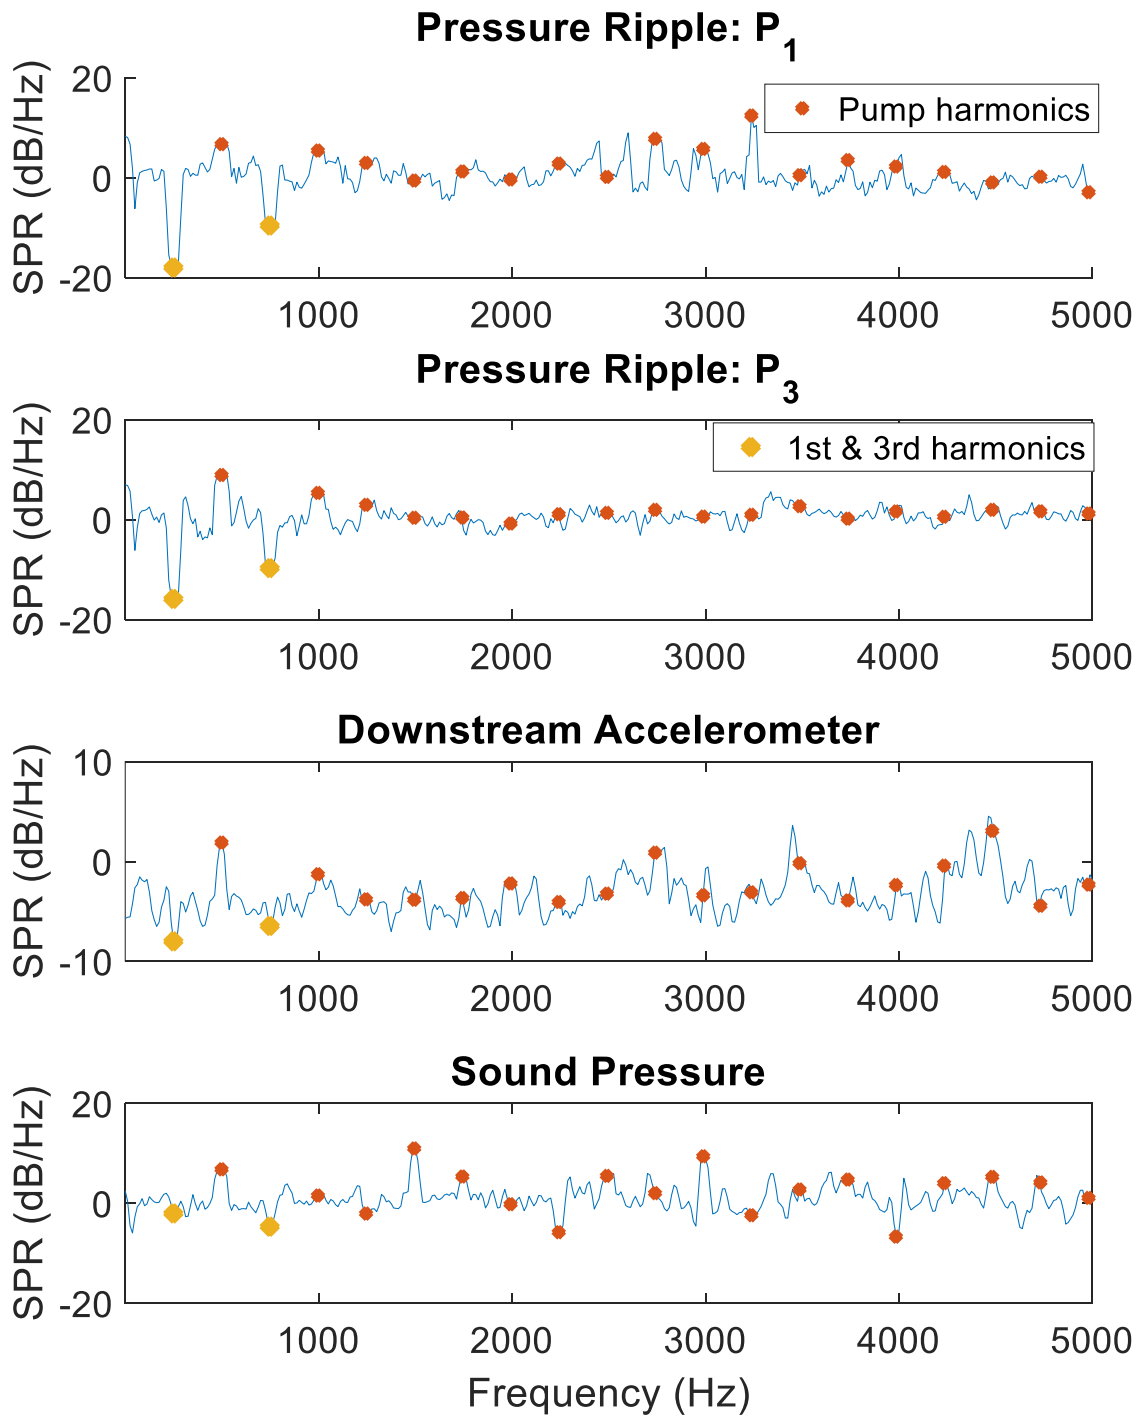 Pressure Ripple: P1
SPR (dB/Hz)
20
0
-20
Pump harmonics
1000 2000 3000 4000 5000
Pressure Ripple: P3
SPR (dB/Hz)
20
0
-20
1st & 3rd harmonics
1000 2000 3000 4000 5000
Downstream Accelerometer
SPR (dB/Hz)
10
0
-10
1000 2000 3000 4000 5000
Sound Pressure
SPR (dB/Hz)
20
0
-20
1000 2000 3000 4000 5000
Frequency (Hz)